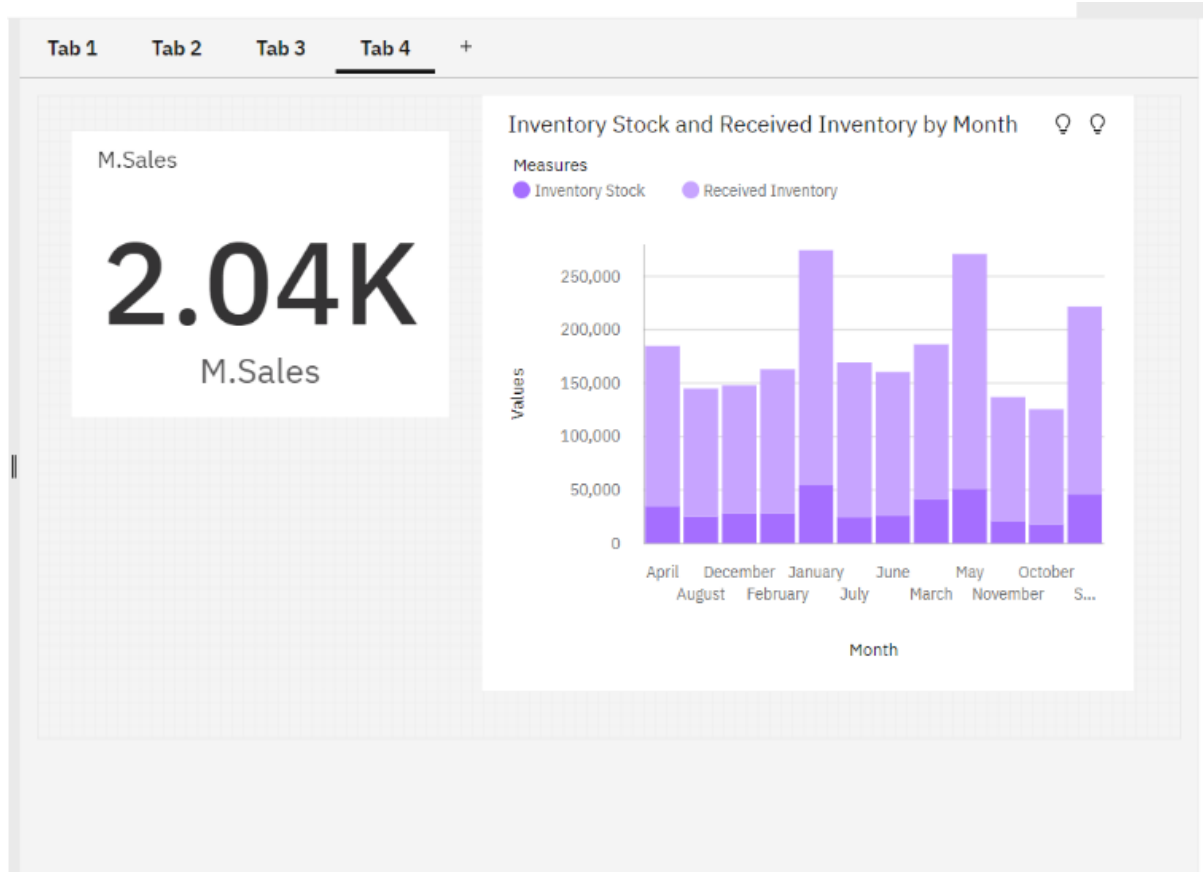 Tab 1 Tab 2 Tab 3 Tab 4 +
M.Sales
2.04K
M.Sales
Inventory Stock and Received Inventory by Month
Measures
Inventory Stock Received Inventory
Values
250,000
200,000
150,000
100,000
50,000
0
April December January June May October
August February July March November S...
Month